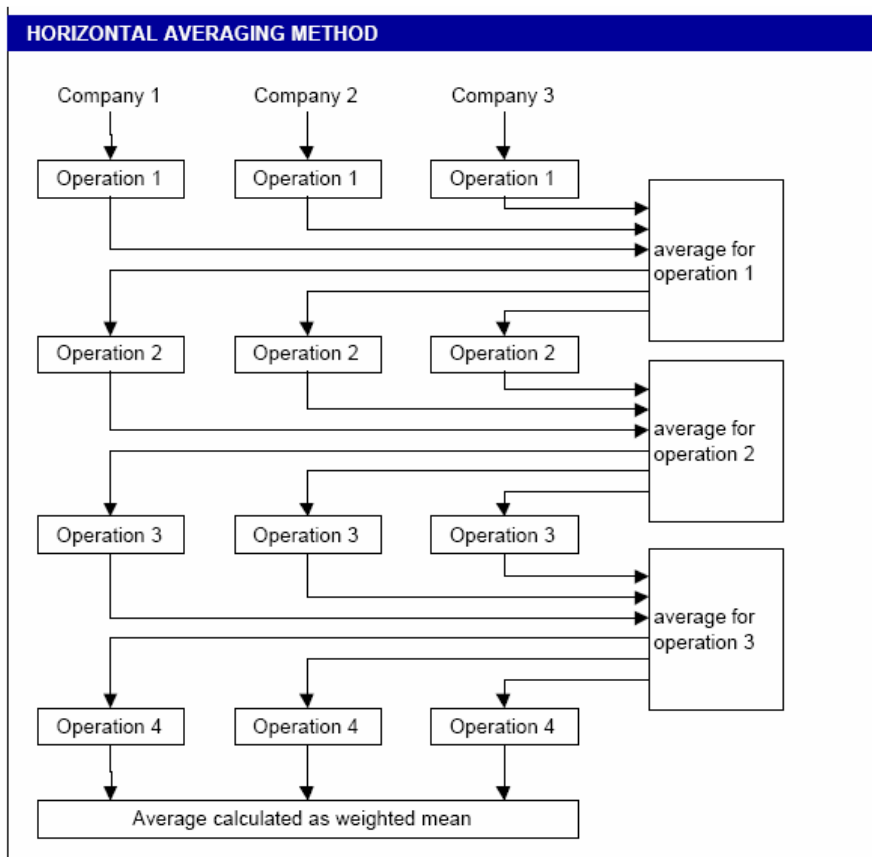 HORIZONTAL AVERAGING METHOD
Company 1
Company 2
Company 3
Operation 1
Operation 1
Operation 1
average for
operation 1
Operation 2
Operation 2
Operation 2
average for
operation 2
Operation 3
Operation 3
Operation 3
average for
operation 3
Operation 4
Operation 4
Operation 4
Average calculated as weighted mean